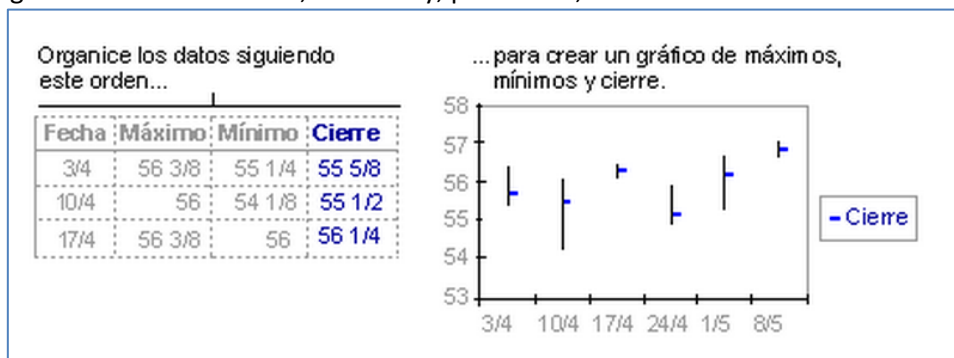 Organice los datos siguiendo
este orden...
Fecha Máximo Mínimo Cierre
3/4 56 3/8 55 1/4 55 5/8
10/4 56 54 1/8 55 1/2
17/4 56 3/8 56 56 1/4
...para crear un gráfico de máximos,
mínimos y cierre.
58
57
56
55
54
53
3/4 10/4 17/4 24/4 1/5 8/5
Cierre